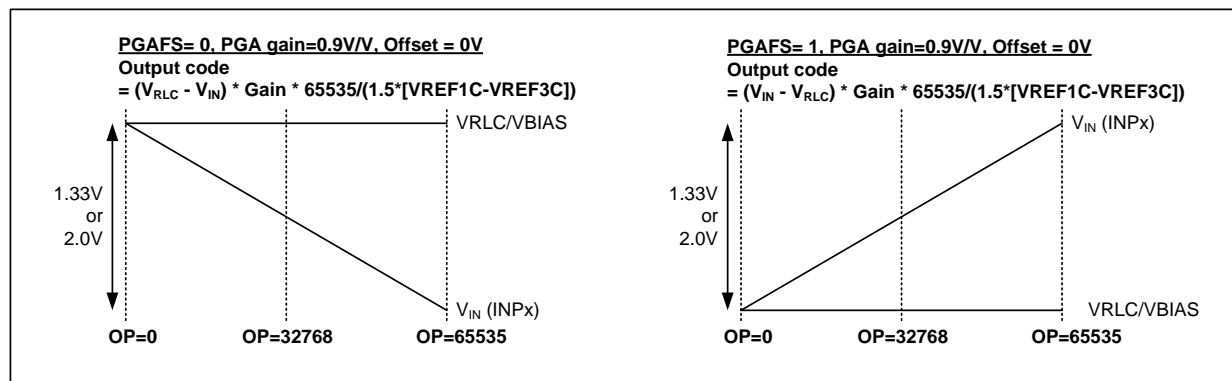 PGAFS= 0, PGA gain=0.9V/V, Offset = 0V
Output code
= (VRLC - VIN) * Gain * 65535/(1.5*[VREF1C-VREF3C])
VRLC/VBIAS
1.33V
or
2.0V
VIN (INPx)
OP=0 OP=32768 OP=65535
PGAFS= 1, PGA gain=0.9V/V, Offset = 0V
Output code
= (VIN - VRLC) * Gain * 65535/(1.5*[VREF1C-VREF3C])
VIN (INPx)
1.33V
or
2.0V
VRLC/VBIAS
OP=0 OP=32768 OP=65535